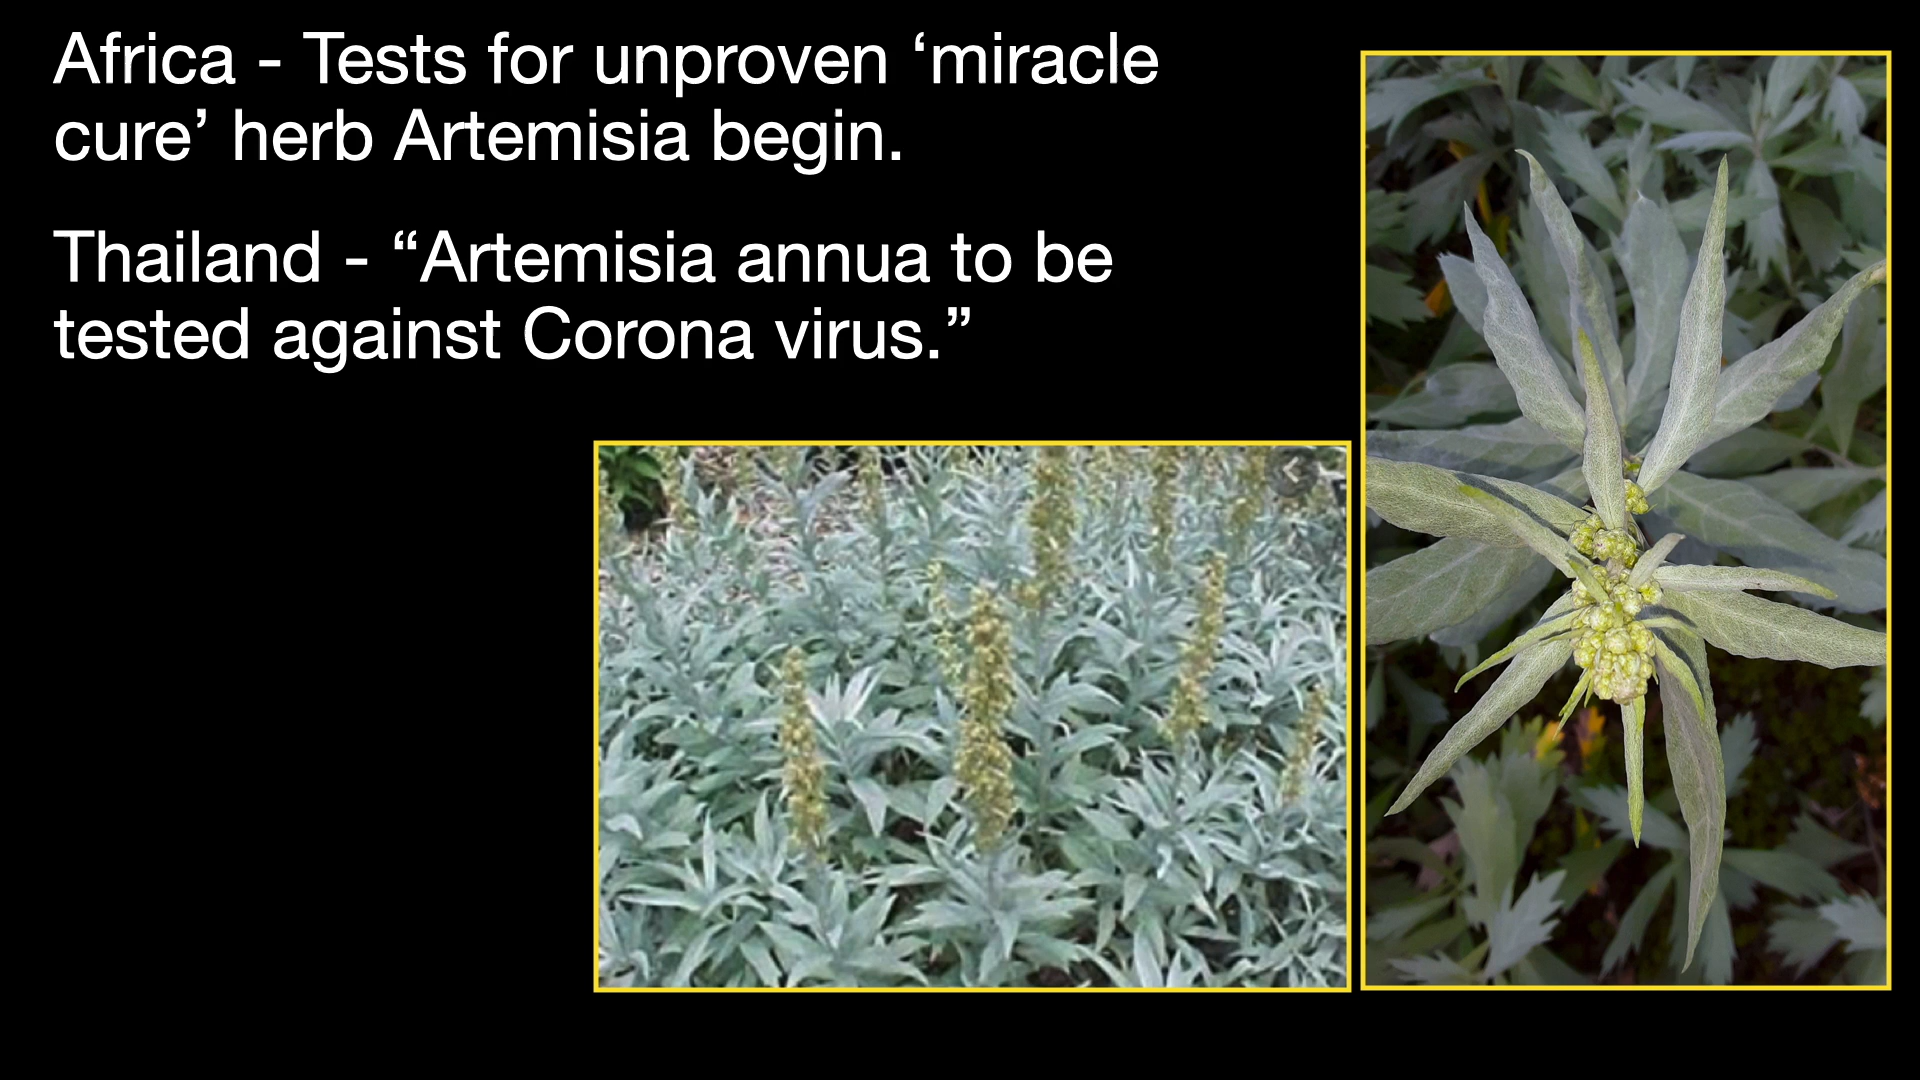 Africa - Tests for unproven ‘miracle
cure’ herb Artemisia begin.
Thailand - “Artemisia annua to be
tested against Corona virus.”